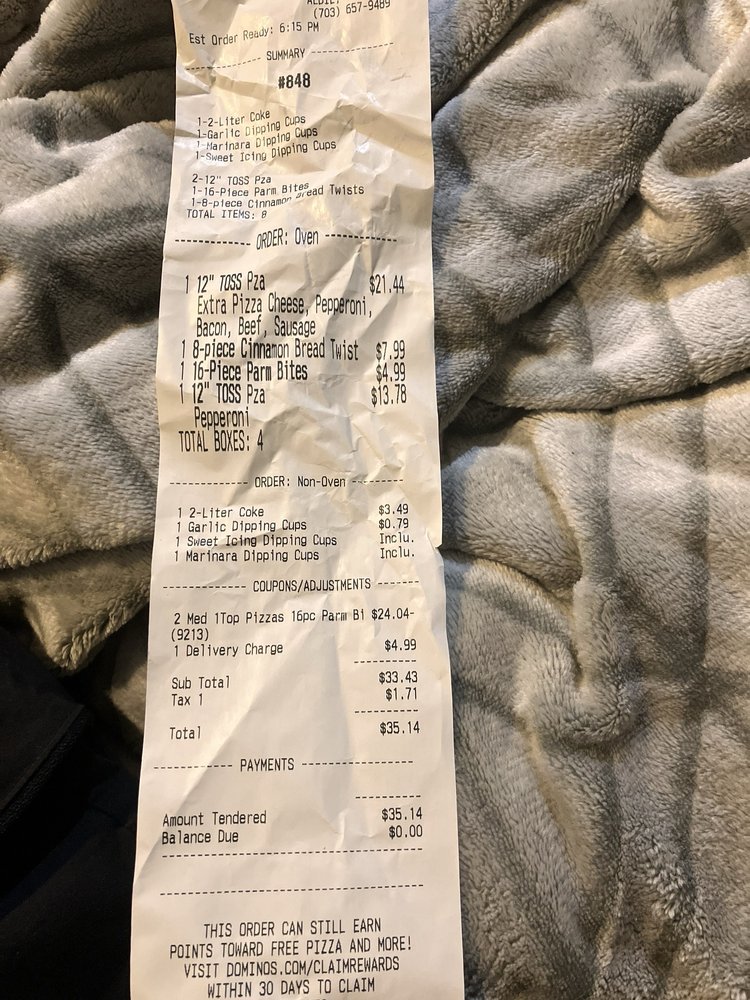 (703) 657-9489
Est Order Ready: 6:15 PM
SUMMARY
#848
1-2-Liter Coke
1-Garlic Dipping Cups
1-Marinara Dipping Cups
1-Sweet Icing Dipping Cups
2-12" TOSS Pza
1-16-Piece Parm Bites
1-8-piece Cinnamon Bread Twists
TOTAL ITEMS: 8
ORDER: Oven
1 12" TOSS Pza $21.44
Extra Pizza Cheese, Pepperoni,
Bacon, Beef, Sausage
1 8-piece Cinnamon Bread Twist $7.99
1 16-Piece Parm Bites $4.99
1 12" TOSS Pza $13.78
Pepperoni
TOTAL BOXES: 4
ORDER: Non-Oven
1 2-Liter Coke $3.49
1 Garlic Dipping Cups $0.79
1 Sweet Icing Dipping Cups Inclu.
1 Marinara Dipping Cups Inclu.
COUPONS/ADJUSTMENTS
2 Med 1Top Pizzas 16pc Parm Bi $24.04-
(9213)
1 Delivery Charge $4.99
Sub Total $33.43
Tax 1 $1.71
Total $35.14
PAYMENTS
Amount Tendered $35.14
Balance Due $0.00
THIS ORDER CAN STILL EARN
POINTS TOWARD FREE PIZZA AND MORE!
VISIT DOMINOS.COM/CLAIMREWARDS
WITHIN 30 DAYS TO CLAIM